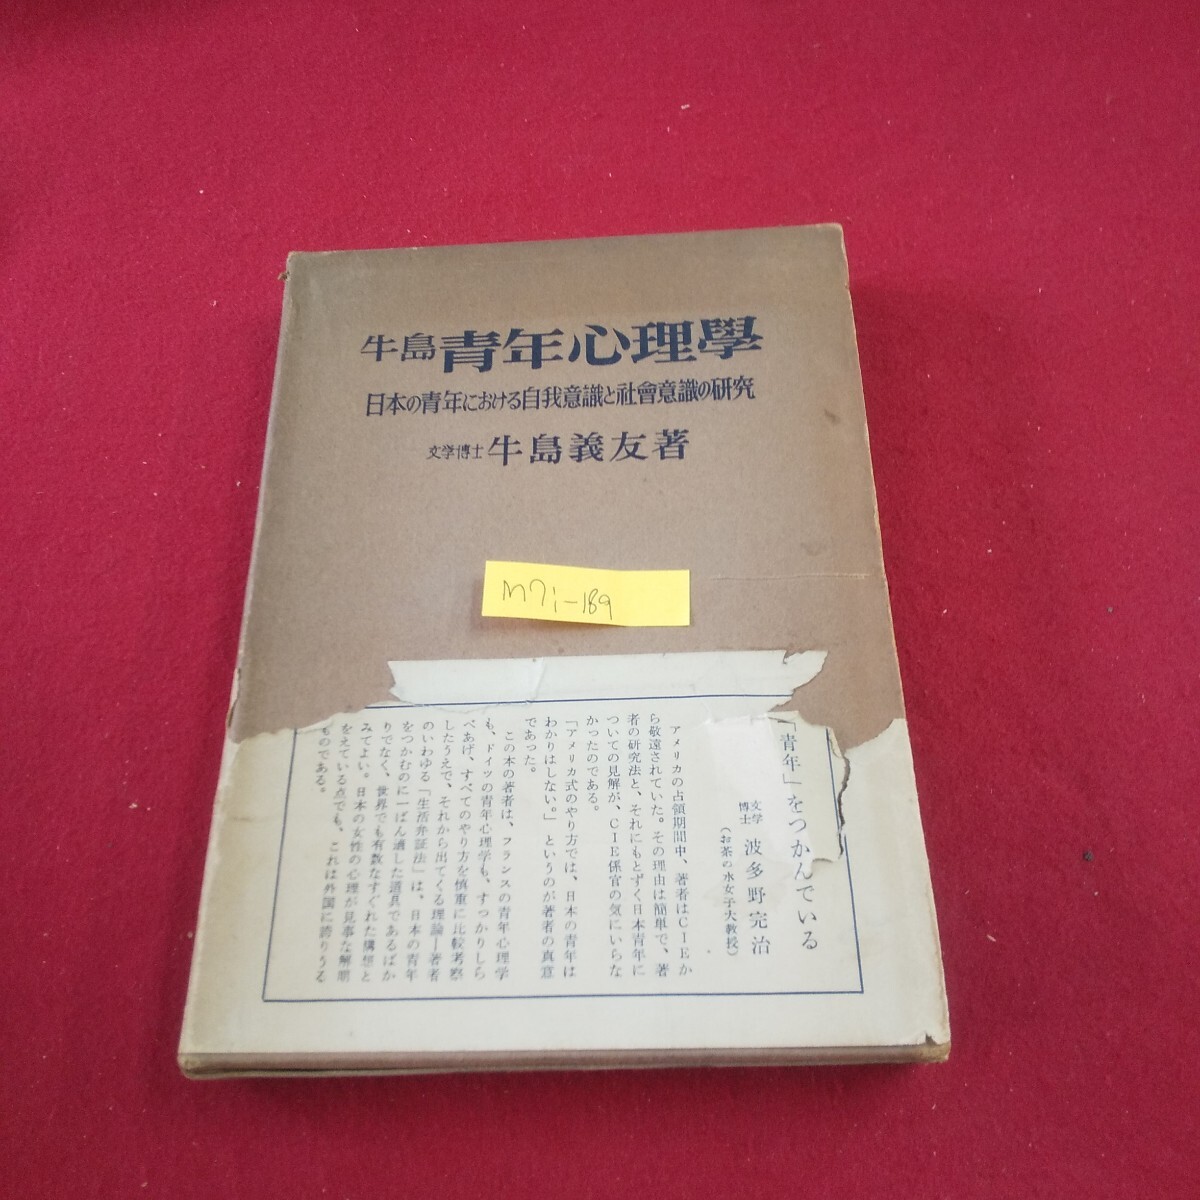 牛島 青年心理學
日本の青年における自我意識と社會意識の研究
文学博士 牛島義友著
M7i-189
「青年」をつかんでいる
文学博士 波多野完治
(お茶の水女子大教授)
アメリカの占領期間中、著者はCIEか
ら敬遠されていた。その理由は簡単で、著
者の研究法と、それにもとずく日本青年に
ついての見解が、CIE係官の気にいらな
かったのである。
「アメリカ式のやり方では、日本の青年は
わかりはしない。」というのが著者の真意
であった。
この本の著者は、フランスの青年心理学
も、ドイツの青年心理学も、すっかりしら
べあげ、すべてのやり方を慎重に比較考察
したうえで、それから出てくる理論―著者
のいわゆる「生活弁証法」は、日本の青年
をつかむのに一ばん適した道具であるばか
りでなく、世界でも有数なすぐれた構想と
みてよい。日本の女性の心理が見事な解明
をえている点でも、これは外国に誇りうる
ものである。